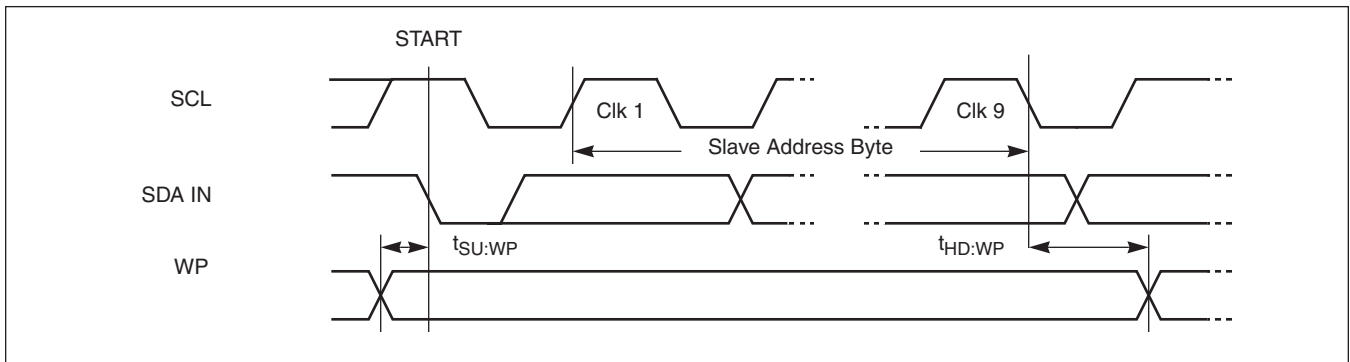 START
SCL
Clk 1
Clk 9
Slave Address Byte
SDA IN
tSU:WP
tHD:WP
WP